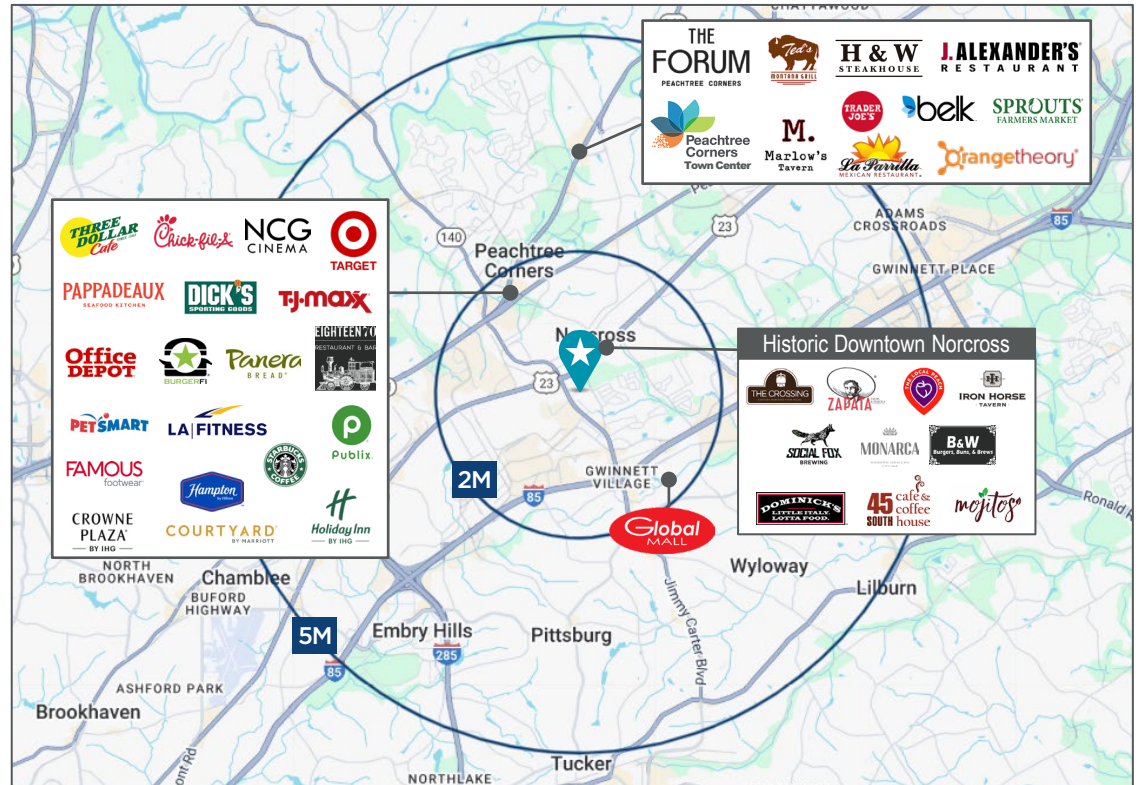 CHATTAHOOCHEE
THE
FORUM
PEACHTREE CORNERS
Ted's
MONTANA GRILL
H & W
STEAKHOUSE
J. ALEXANDER'S
RESTAURANT
Peachtree
Corners
Town Center
M.
Marlow's
Tavern
TRADER
JOE'S
belk
SPROUTS
FARMERS MARKET
La Parrilla
MEXICAN RESTAURANT
orangetheory
THREE
DOLLAR
Cafe
Chick-fil-A
NCG
CINEMA
TARGET
PAPPADEAUX
SEAFOOD KITCHEN
DICK'S
SPORTING GOODS
T.J.maxx
Office
DEPOT
BURGERFI
Panera
BREAD
EIGHTEEN 70
RESTAURANT & BAR
PETSMART
LA|FITNESS
Publix
FAMOUS
footwear
Hampton
by Hilton
STARBUCKS
COFFEE
CROWNE
PLAZA
BY IHG
COURTYARD
BY MARRIOTT
Holiday Inn
BY IHG
140
Peachtree
Corners
23
ADAMS
CROSSROADS
85
GWINNETT PLACE
Norcross
23
Historic Downtown Norcross
THE CROSSING
ZAPATA
THE LOCAL PEACH
IRON HORSE
TAVERN
SOCIAL FOX
BREWING
MONARCA
B&W
Burgers, Buns, & Brews
DOMINICK'S
LITTLE ITALY.
LOTTA FOOD.
45
SOUTH
cafe &
coffee
house
mojitos
2M
85
GWINNETT
VILLAGE
Global
MALL
Ronald R
NORTH
BROOKHAVEN
Chamblee
BUFORD
HIGHWAY
Wyloway
Lilburn
Jimmy Carter Blvd
5M
Embry Hills
285
85
Pittsburg
ASHFORD PARK
Brookhaven
ont Rd
Tucker
NORTHLAKE